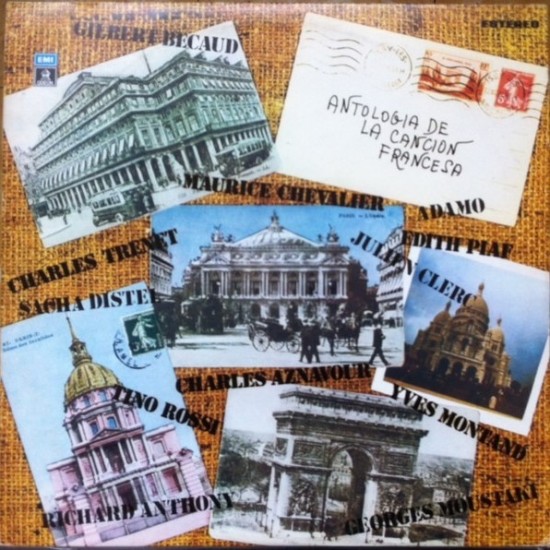 GILBERT BECAUD
ESTEREO
EMI
ANTOLOGIA DE
LA CANCION
FRANCESA
MAURICE CHEVALIER
ADAMO
CHARLES TRENET
EDITH PIAF
JULIEN CLERC
SACHA DISTEL
CHARLES AZNAVOUR
TINO ROSSI
YVES MONTAND
RICHARD ANTHONY
GEORGES MOUSTAKI